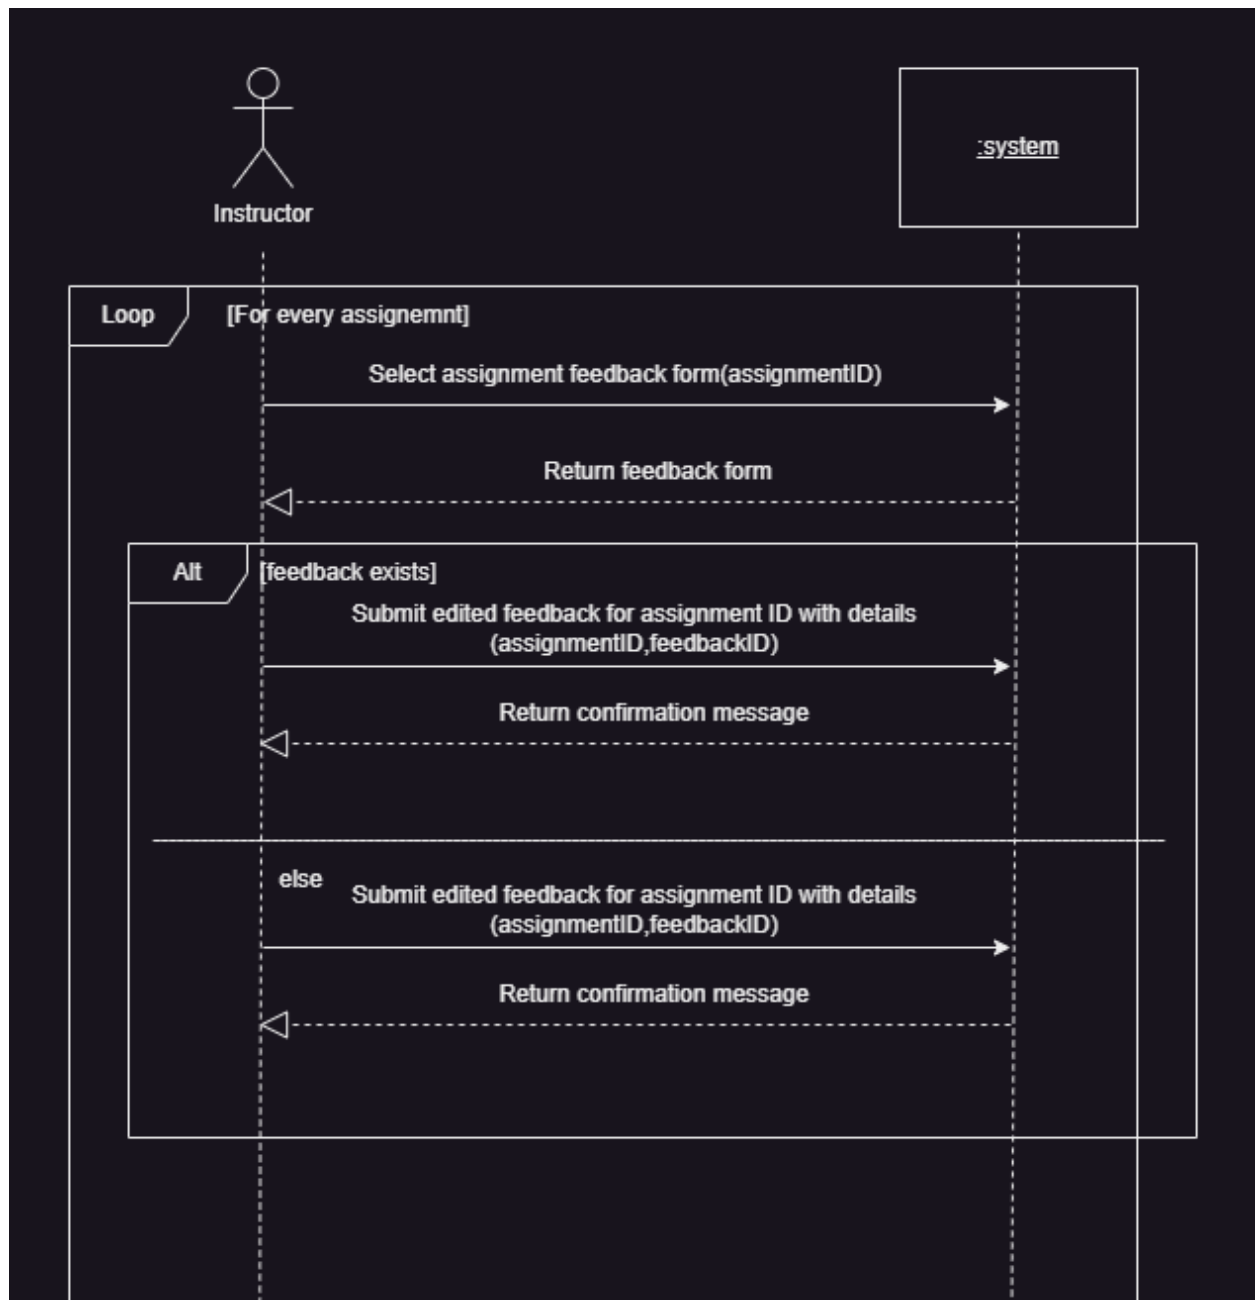 :system
Instructor
Loop
[For every assignemnt]
Select assignment feedback form(assignmentID)
Return feedback form
Alt
[feedback exists]
Submit edited feedback for assignment ID with details
(assignmentID,feedbackID)
Return confirmation message
else
Submit edited feedback for assignment ID with details
(assignmentID,feedbackID)
Return confirmation message